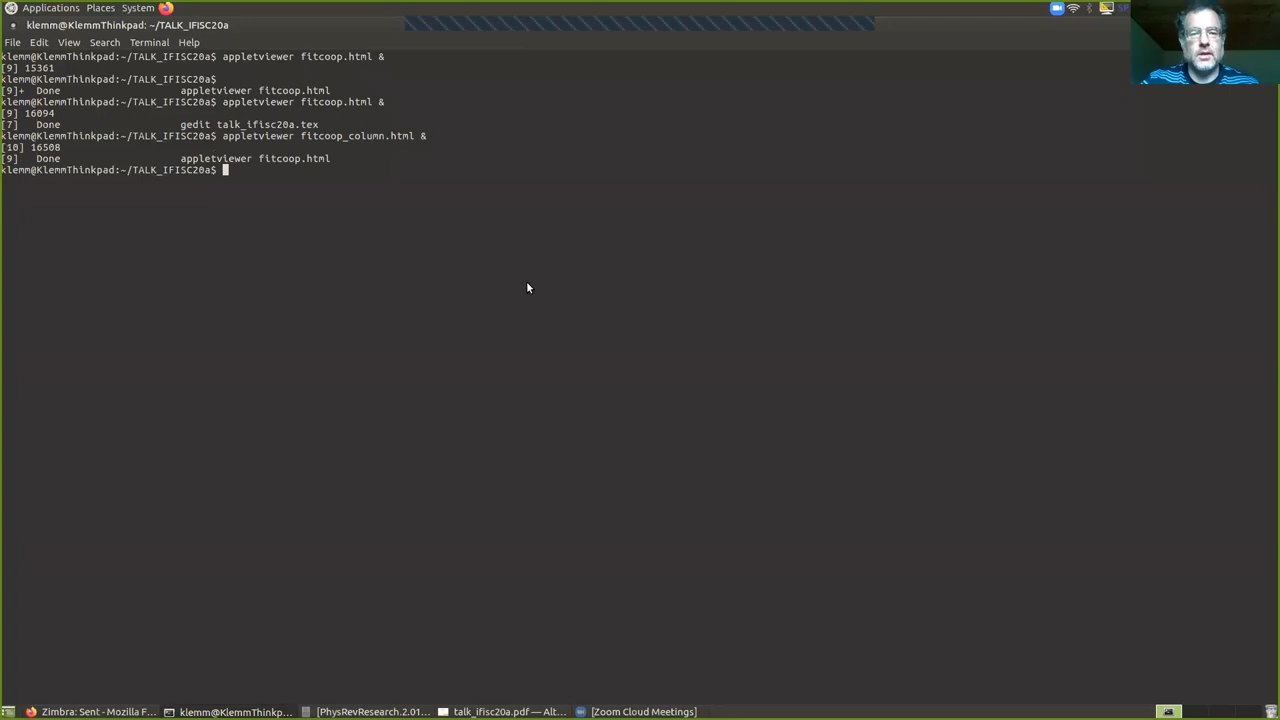 Applications Places System
SP
klemm@KlemmThinkpad: ~/TALK_IFISC20a
File Edit View Search Terminal Help
klemm@KlemmThinkpad:~/TALK_IFISC20a$ appletviewer fitcoop.html &
[9] 15361
klemm@KlemmThinkpad:~/TALK_IFISC20a$
[9]+ Done appletviewer fitcoop.html
klemm@KlemmThinkpad:~/TALK_IFISC20a$ appletviewer fitcoop.html &
[9] 16094
[7] Done gedit talk_ifisc20a.tex
klemm@KlemmThinkpad:~/TALK_IFISC20a$ appletviewer fitcoop_column.html &
[10] 16508
[9] Done appletviewer fitcoop.html
klemm@KlemmThinkpad:~/TALK_IFISC20a$
Zimbra: Sent - Mozilla F... klemm@KlemmThinkp... [PhysRevResearch.2.01... talk_ifisc20a.pdf — Atr... [Zoom Cloud Meetings]